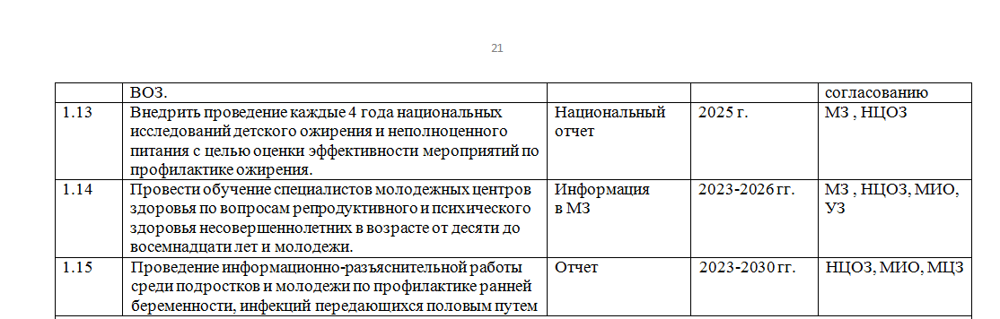 21
ВОЗ. согласованию
1.13 Внедрить проведение каждые 4 года национальных Национальный 2025 г. МЗ , НЦОЗ
исследований детского ожирения и неполноценного отчет
питания с целью оценки эффективности мероприятий по
профилактике ожирения.
1.14 Провести обучение специалистов молодежных центров Информация 2023-2026 гг. МЗ , НЦОЗ, МИО,
здоровья по вопросам репродуктивного и психического в МЗ УЗ
здоровья несовершеннолетних в возрасте от десяти до
восемнадцати лет и молодежи.
1.15 Проведение информационно-разъяснительной работы Отчет 2023-2030 гг. НЦОЗ, МИО, МЦЗ
среди подростков и молодежи по профилактике ранней
беременности, инфекций передающихся половым путем